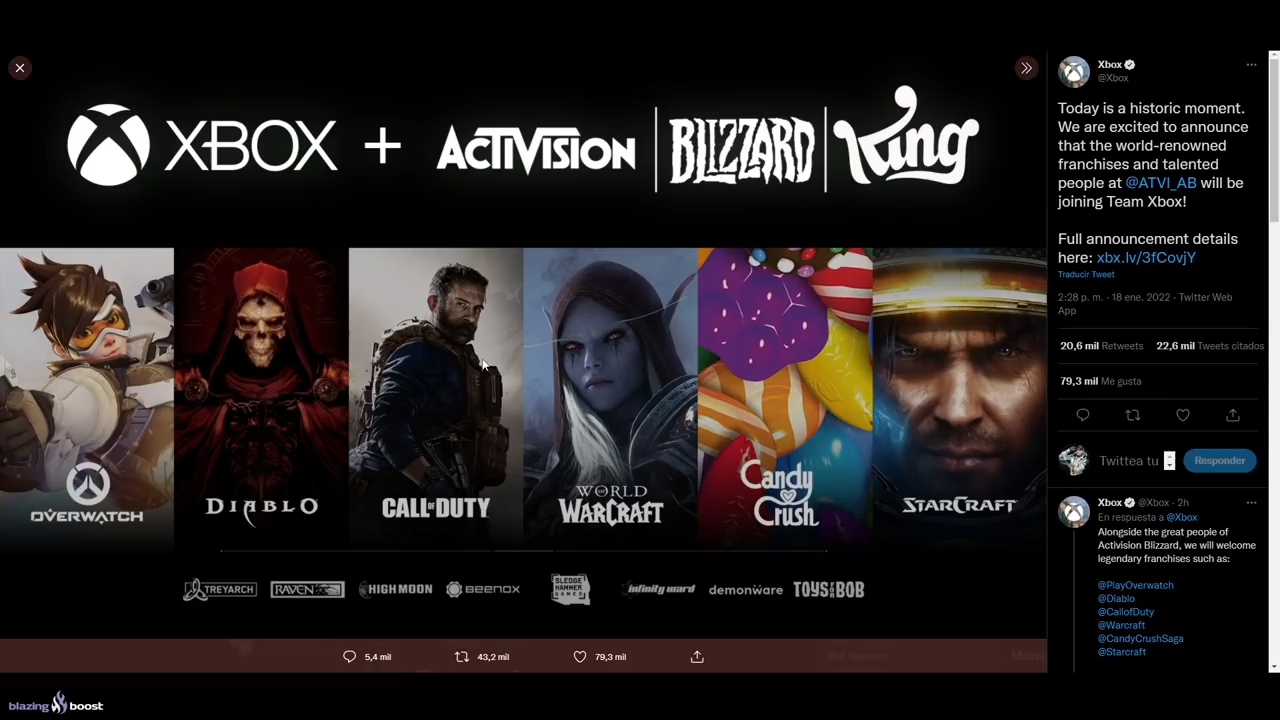 XBOX + ACTIVISION | BLIZZARD | King
OVERWATCH
DIABLO
CALL OF DUTY
WORLD
WARCRAFT
Candy
Crush
STARCRAFT
TREYARCH RAVEN HIGH MOON BEENOX SLEDGE HAMMER GAMES infinity ward demonware TOYS FOR BOB
5,4 mil 43,2 mil 79,3 mil
Xbox
@Xbox
Today is a historic moment.
We are excited to announce
that the world-renowned
franchises and talented
people at @ATVI_AB will be
joining Team Xbox!
Full announcement details
here: xbx.lv/3fCovjY
Traducir Tweet
2:28 p. m. · 18 ene. 2022 · Twitter Web
App
20,6 mil Retweets 22,6 mil Tweets citados
79,3 mil Me gusta
Twittea tu Responder
Xbox @Xbox · 2h
En respuesta a @Xbox
Alongside the great people of
Activision Blizzard, we will welcome
legendary franchises such as:
@PlayOverwatch
@Diablo
@CallofDuty
@Warcraft
@CandyCrushSaga
@Starcraft
blazing boost